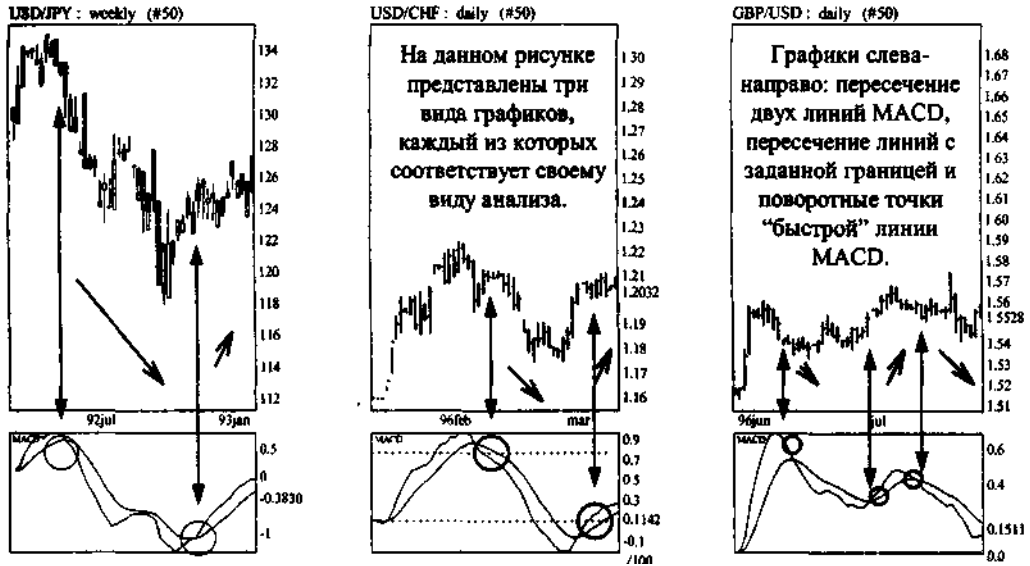 USD/JPY : weekly (#50)
134
132
130
128
126
124
122
120
118
116
114
112
92jul 93jan
MACD
0.5
0
-0.3830
-1
USD/CHF : daily (#50)
На данном рисунке
представлены три
вида графиков,
каждый из которых
соответствует своему
виду анализа.
1.30
1.29
1.28
1.27
1.26
1.25
1.24
1.23
1.22
1.21
1.2032
1.19
1.18
1.17
1.16
96feb mar
MACD
0.9
0.7
0.5
0.3
0.1142
-0.1
/100
GBP/USD : daily (#50)
Графики слева-
направо: пересечение
двух линий MACD,
пересечение линий с
заданной границей и
поворотные точки
“быстрой” линии
MACD.
1.68
1.67
1.66
1.65
1.64
1.63
1.62
1.61
1.60
1.59
1.58
1.57
1.56
1.5528
1.54
1.53
1.52
1.51
96jun jul
MACD
0.6
0.4
0.1511
0.0